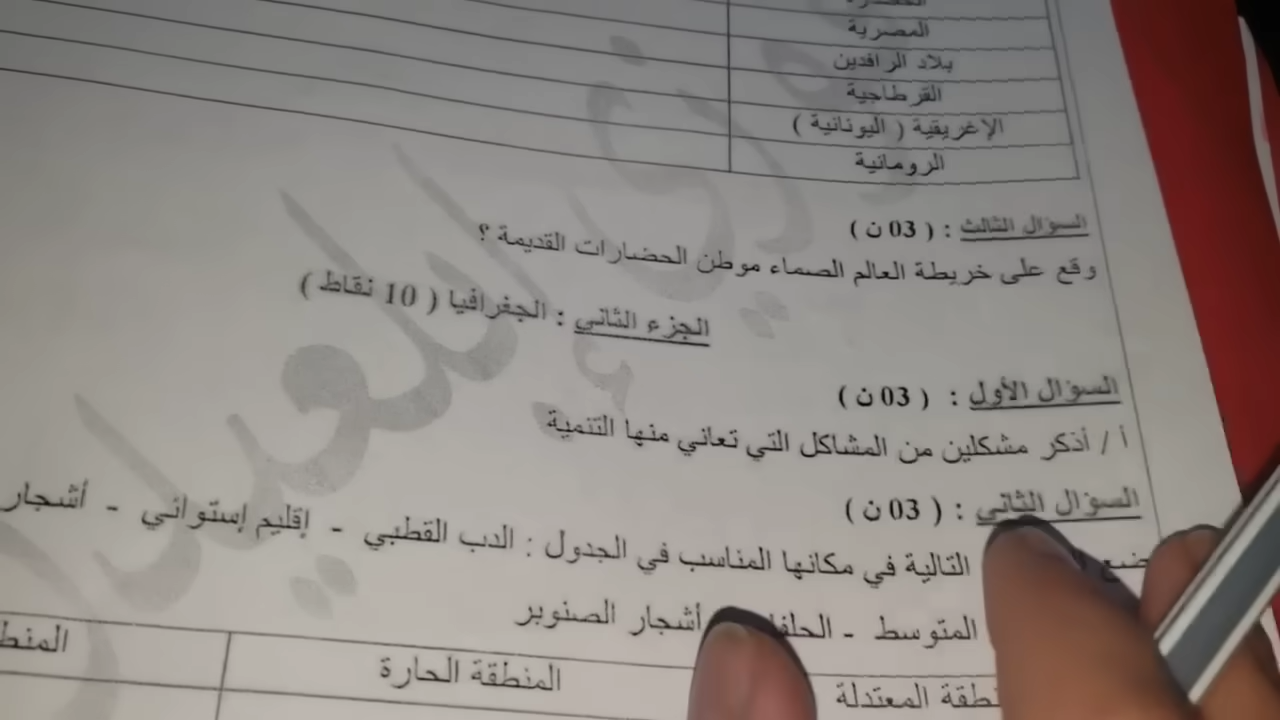 المصرية
بلاد الرافدين
القرطاجية
الإغريقية ( اليونانية )
الرومانية
السؤال الثالث : ( 03 ن )
وقع على خريطة العالم الصماء موطن الحضارات القديمة ؟
الجزء الثاني : الجغرافيا ( 10 نقاط )
السؤال الأول : ( 03 ن )
أ / أذكر مشكلين من المشاكل التي تعاني منها التنمية
السؤال الثاني : ( 03 ن )
ضع التالية في مكانها المناسب في الجدول : الدب القطبي - إقليم إستوائي - أشجار
المتوسط - أشجار الصنوبر
المعتدلة المنطقة الحارة